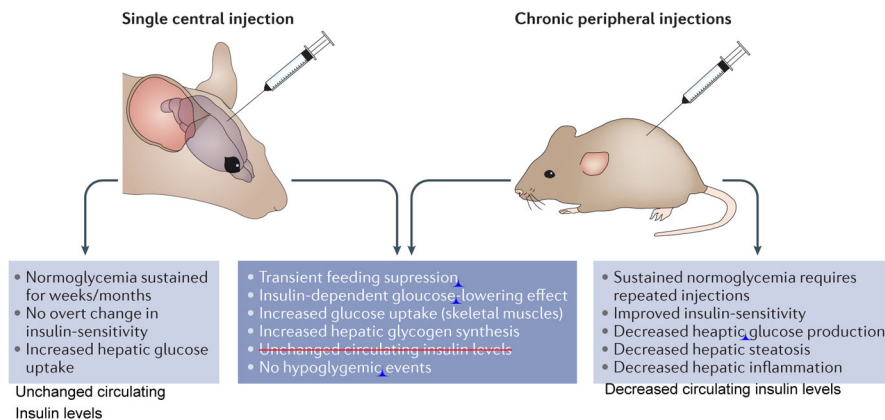 Single central injection
Chronic peripheral injections
• Normoglycemia sustained
for weeks/months
• No overt change in
insulin-sensitivity
• Increased hepatic glucose
uptake
Unchanged circulating
Insulin levels
• Transient feeding supression
• Insulin-dependent gloucose-lowering effect
• Increased glucose uptake (skeletal muscles)
• Increased hepatic glycogen synthesis
• Unchanged circulating insulin levels
• No hypoglygemic events
• Sustained normoglycemia requires
repeated injections
• Improved insulin-sensitivity
• Decreased heaptic glucose production
• Decreased hepatic steatosis
• Decreased hepatic inflammation
Decreased circulating insulin levels